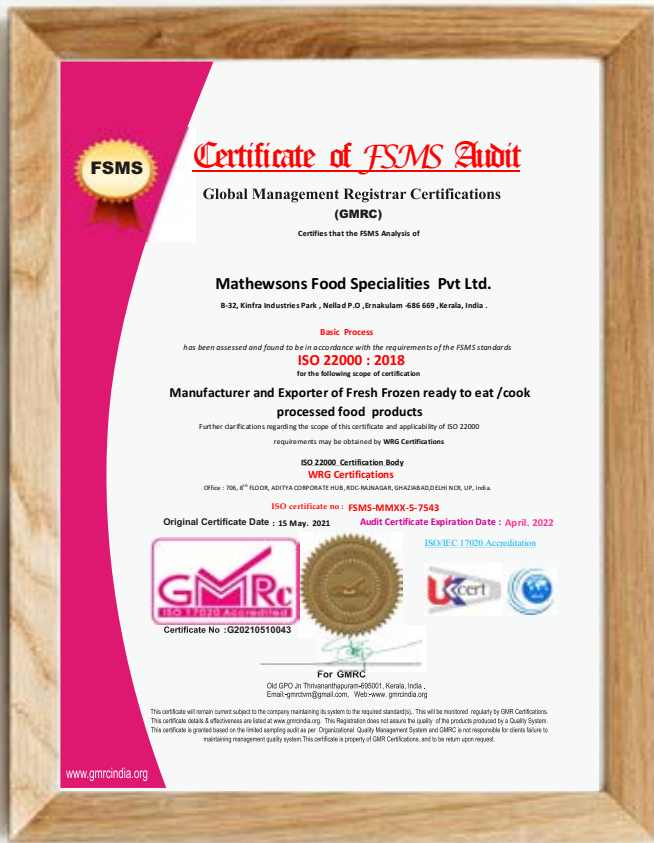 FSMS
Certificate of FSMS Audit
Global Management Registrar Certifications
(GMRC)
Certifies that the FSMS Analysis of
Mathewsons Food Specialities Pvt Ltd.
B-32, Kinfra Industries Park , Nellad P.O ,Ernakulam -686 669 ,Kerala, India .
Basic Process
has been assessed and found to be in accordance with the requirements of the FSMS standards
ISO 22000 : 2018
for the following scope of certification
Manufacturer and Exporter of Fresh Frozen ready to eat /cook
processed food products
Further clarifications regarding the scope of this certificate and applicability of ISO 22000
requirements may be obtained by WRG Certifications
ISO 22000 Certification Body
WRG Certifications
Office : 706, 8th FLOOR, ADITYA CORPORATE HUB, RDC-RAJNAGAR, GHAZIABAD,DELHI NCR, UP, India.
ISO certificate no : FSMS-MMXX-5-7543
Original Certificate Date : 15 May. 2021 Audit Certificate Expiration Date : April. 2022
ISO/IEC 17020 Accreditation
GMRc
ISO 17020 Accredited
UKcert
Certificate No :G20210510043
For GMRC
Old GPO Jn Thrivananthapuram-695001, Kerala, India .
Email:-gmrctvm@gmail.com, Web:-www. gmrcindia.org
This certificate will remain current subject to the company maintaining its system to the required standard(s),. This will be monitored regularly by GMR Certifications.
This certificate details & effectiveness are listed at www.gmrcindia.org. This Registration does not assure the quality of the products produced by a Quality System.
This certificate is granted based on the limited sampling audit as per Organizational Quality Management System and GMRC is not responsible for clients failure to
maintaining management quality system.This certificate is property of GMR Certifications, and to be return upon request.
www.gmrcindia.org